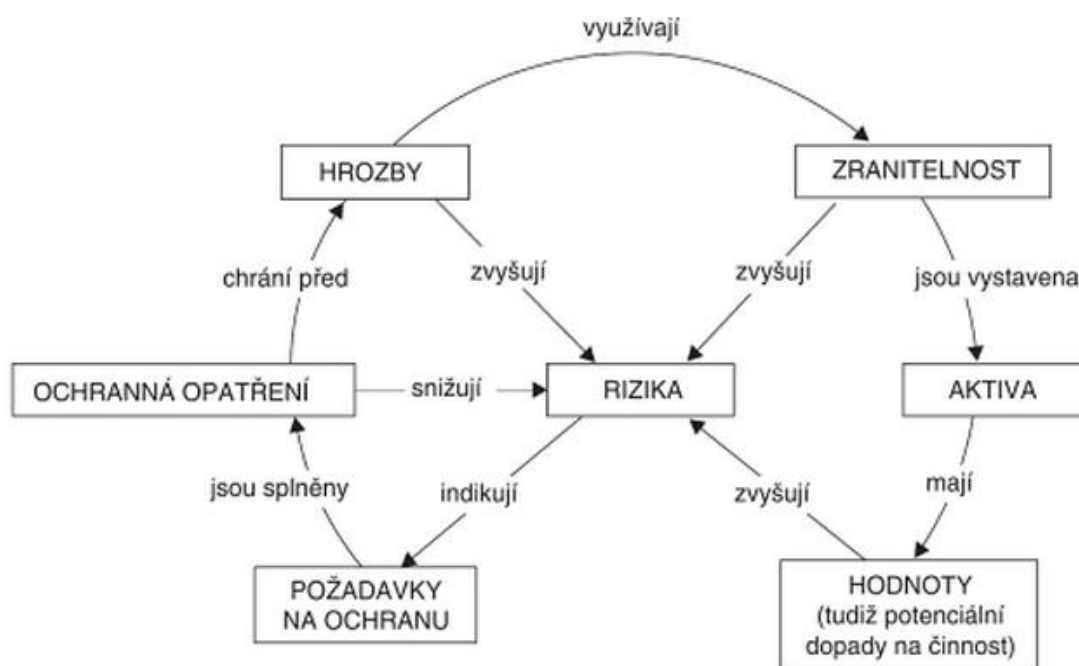 využívají
HROZBY
ZRANITELNOST
chrání před
zvyšují
zvyšují
jsou vystavena
OCHRANNÁ OPATŘENÍ
snižují
RIZIKA
AKTIVA
jsou splněny
indikují
zvyšují
mají
POŽADAVKY
NA OCHRANU
HODNOTY
(tudiž potenciální
dopady na činnost)